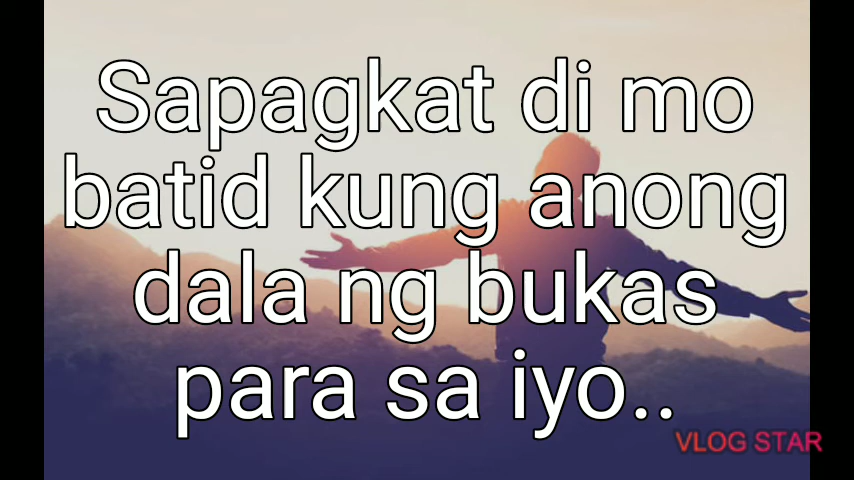 Sapagkat di mo
batid kung anong
dala ng bukas
para sa iyo..
VLOG STAR